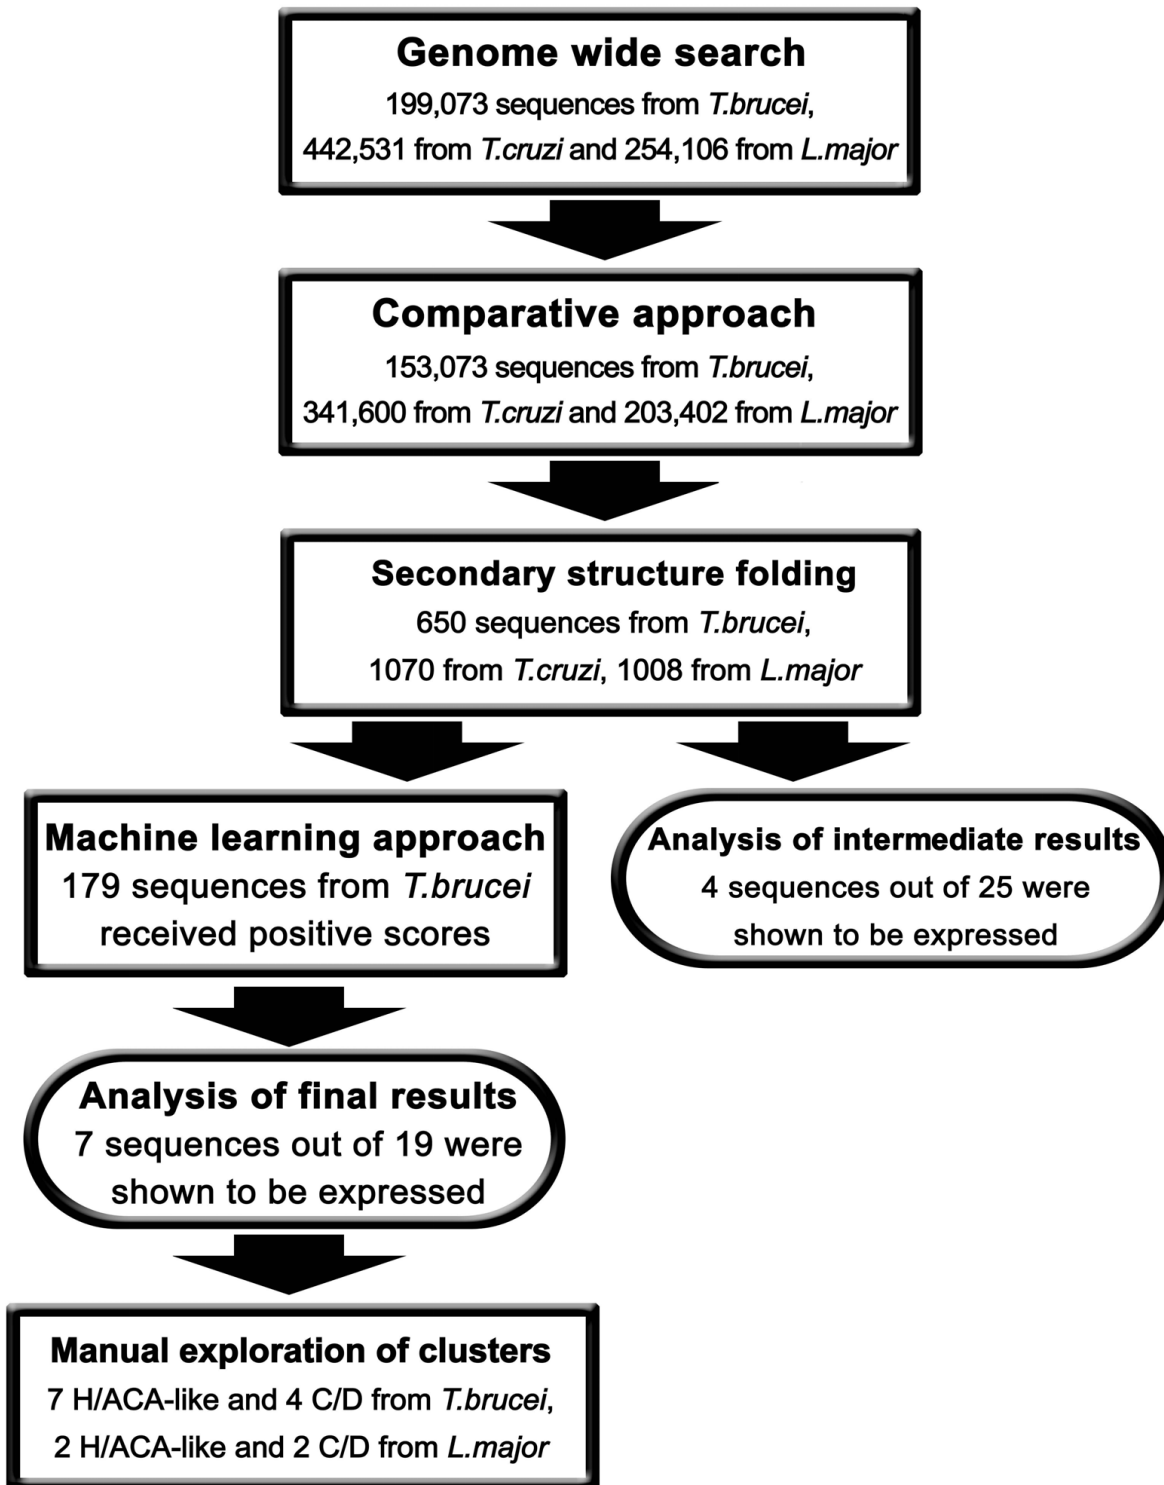 Genome wide search
199,073 sequences from T.brucei,
442,531 from T.cruzi and 254,106 from L.major
Comparative approach
153,073 sequences from T.brucei,
341,600 from T.cruzi and 203,402 from L.major
Secondary structure folding
650 sequences from T.brucei,
1070 from T.cruzi, 1008 from L.major
Machine learning approach
179 sequences from T.brucei
received positive scores
Analysis of intermediate results
4 sequences out of 25 were
shown to be expressed
Analysis of final results
7 sequences out of 19 were
shown to be expressed
Manual exploration of clusters
7 H/ACA-like and 4 C/D from T.brucei,
2 H/ACA-like and 2 C/D from L.major